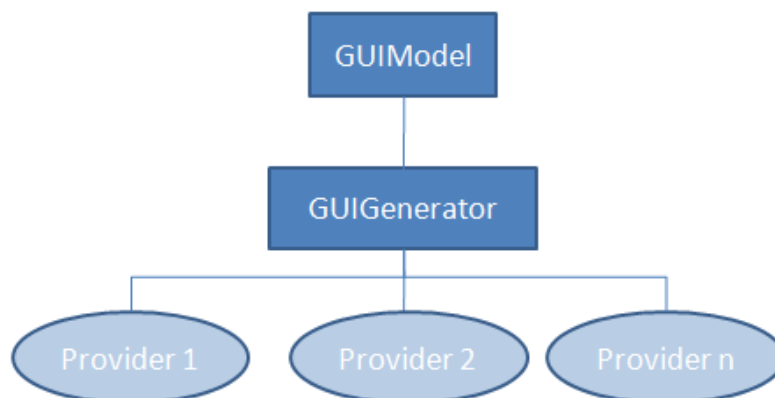 GUIModel
GUIGenerator
Provider 1
Provider 2
Provider n